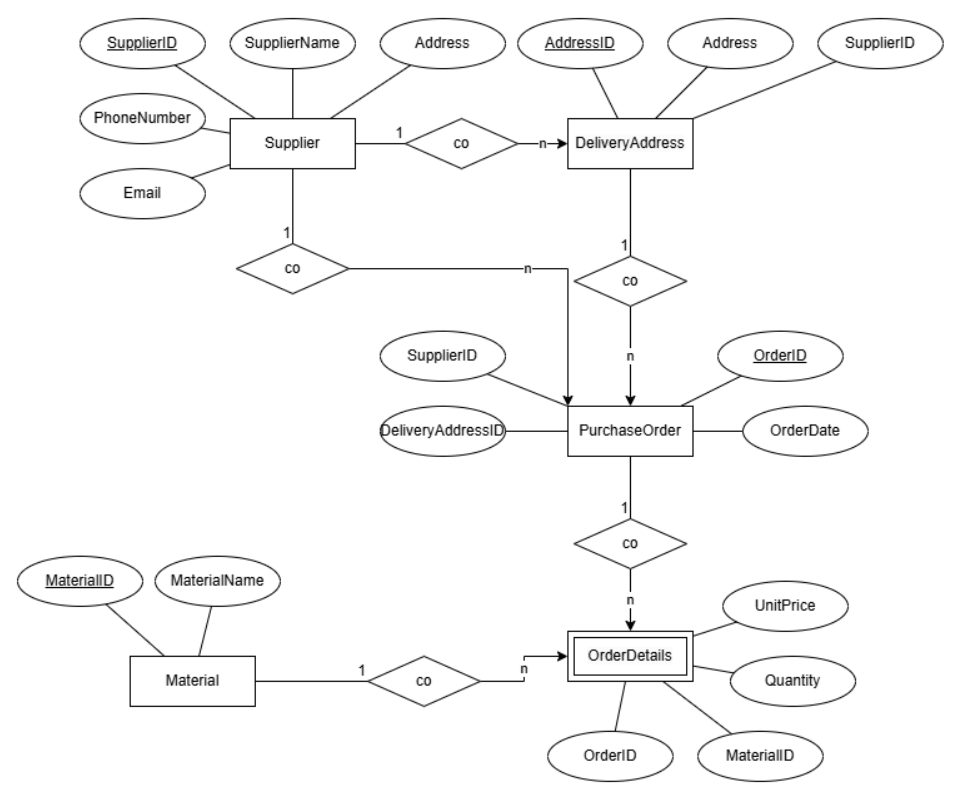 SupplierID
SupplierName
Address
AddressID
Address
SupplierID
PhoneNumber
Supplier
1
co
n
DeliveryAddress
Email
1
co
n
1
co
n
SupplierID
OrderID
DeliveryAddressID
PurchaseOrder
OrderDate
1
co
n
MaterialID
MaterialName
UnitPrice
OrderDetails
Material
1
co
n
Quantity
OrderID
MaterialID